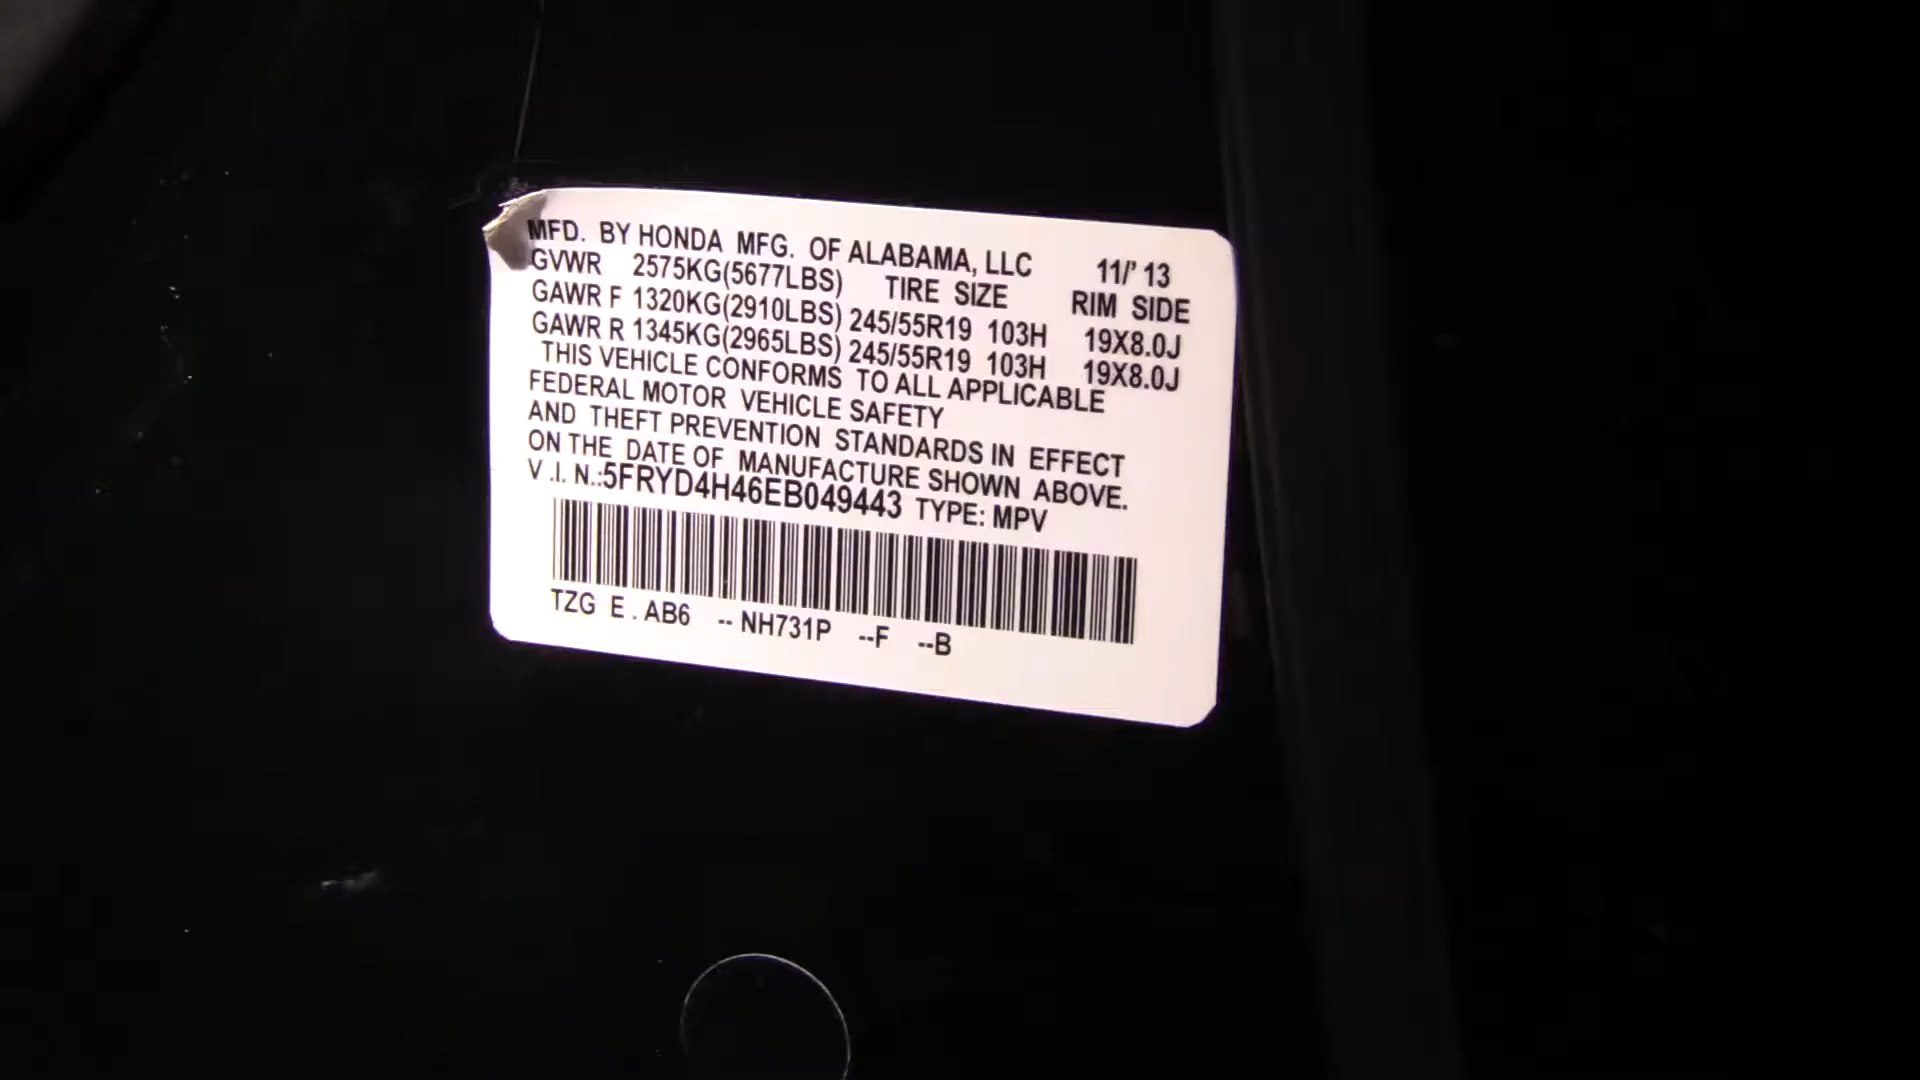 MFD. BY HONDA MFG. OF ALABAMA, LLC 11/' 13
GVWR 2575KG(5677LBS) TIRE SIZE RIM SIDE
GAWR F 1320KG(2910LBS) 245/55R19 103H 19X8.0J
GAWR R 1345KG(2965LBS) 245/55R19 103H 19X8.0J
THIS VEHICLE CONFORMS TO ALL APPLICABLE
FEDERAL MOTOR VEHICLE SAFETY
AND THEFT PREVENTION STANDARDS IN EFFECT
ON THE DATE OF MANUFACTURE SHOWN ABOVE.
V .I. N.:5FRYD4H46EB049443 TYPE: MPV
TZG E . AB6 -- NH731P --F --B